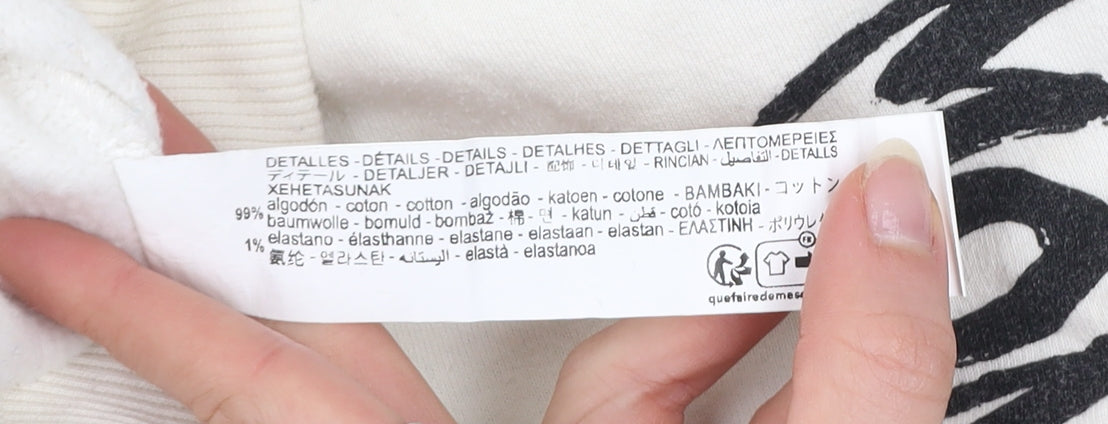 DETALLES - DÉTAILS - DETAILS - DETALHES - DETTAGLI - ΛΕΠΤΟΜΕΡΕΙΕΣ
ディテール - DETALJER - DETAJLI - 配饰 - 디테일 - RINCIAN - التفاصيل - DETALLS
XEHETASUNAK
99% algodón - coton - cotton - algodão - katoen - cotone - BAMBAKI - コットン
baumwolle - bomuld - bombaž - 棉 - 면 - katun - قطن - cotó - kotoia
1% elastano - élasthanne - elastane - elastaan - elastan - ΕΛΑΣΤΙΝΗ - ポリウレ
氨纶 - 엘라스탄 - اليستانه - elastà - elastanoa
FR
quefairedemes